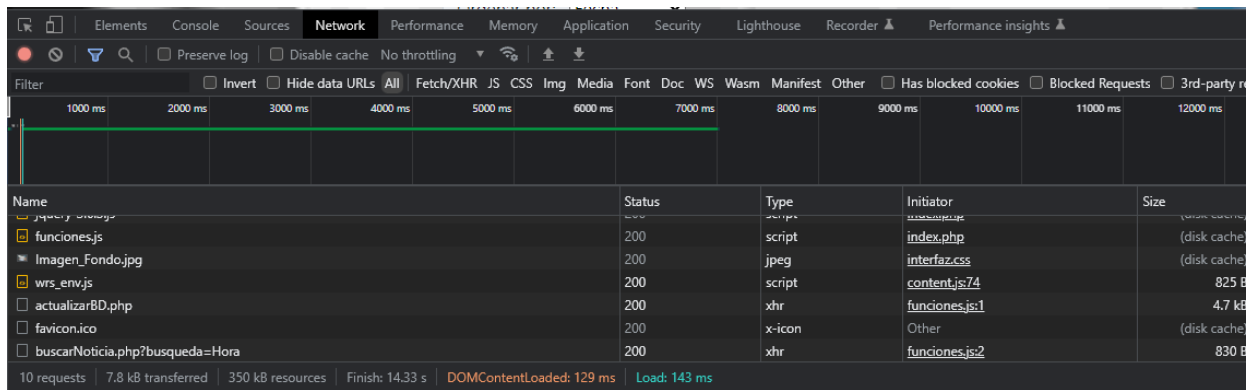 Elements Console Sources Network Performance Memory Application Security Lighthouse Recorder Performance insights
Preserve log Disable cache No throttling
Filter Invert Hide data URLs All Fetch/XHR JS CSS Img Media Font Doc WS Wasm Manifest Other Has blocked cookies Blocked Requests 3rd-party re
1000 ms 2000 ms 3000 ms 4000 ms 5000 ms 6000 ms 7000 ms 8000 ms 9000 ms 10000 ms 11000 ms 12000 ms
Name Status Type Initiator Size
200 script index.php (disk cache)
funciones.js 200 script index.php (disk cache)
Imagen_Fondo.jpg 200 jpeg interfaz.css (disk cache)
wrs_env.js 200 script content.js:74 825 B
actualizarBD.php 200 xhr funciones.js:1 4.7 kB
favicon.ico 200 x-icon Other (disk cache)
buscarNoticia.php?busqueda=Hora 200 xhr funciones.js:2 830 B
10 requests 7.8 kB transferred 350 kB resources Finish: 14.33 s DOMContentLoaded: 129 ms Load: 143 ms